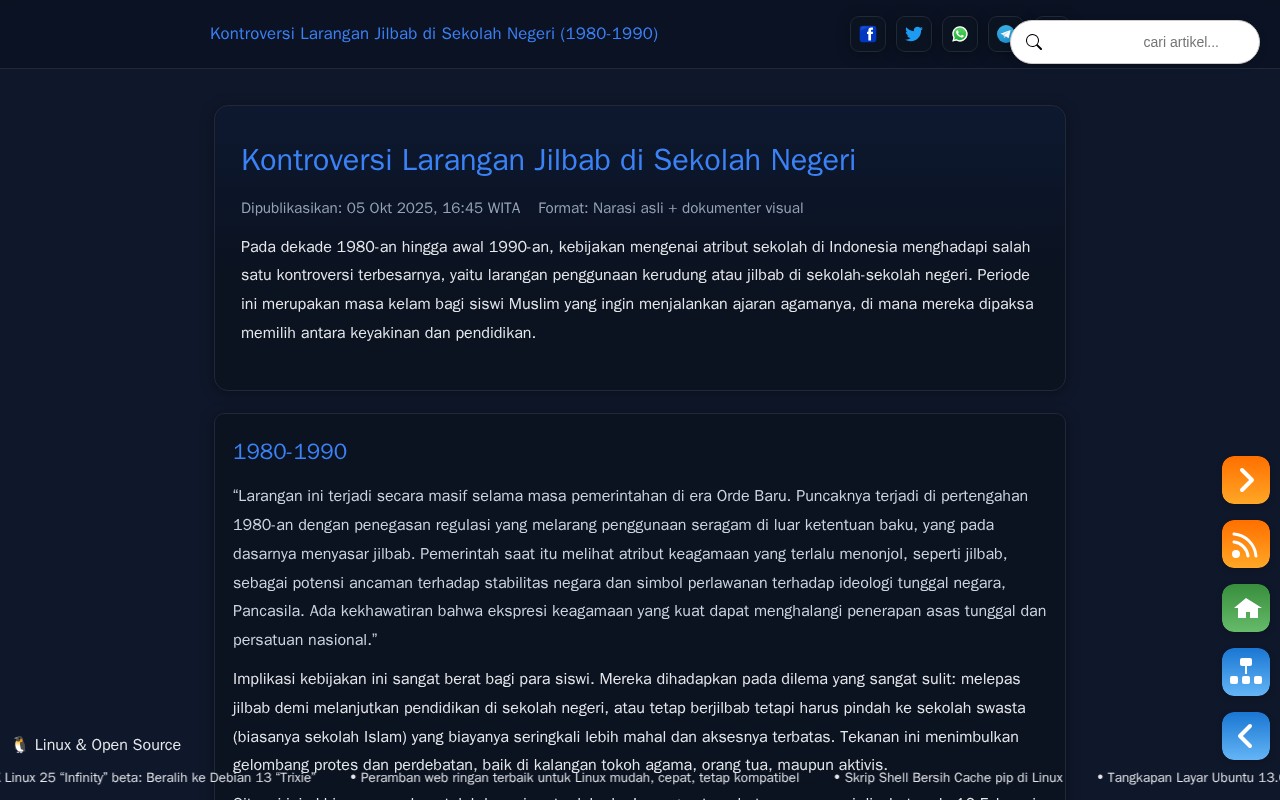 Kontroversi Larangan Jilbab di Sekolah Negeri (1980-1990)
cari artikel...
Kontroversi Larangan Jilbab di Sekolah Negeri
Dipublikasikan: 05 Okt 2025, 16:45 WITA Format: Narasi asli + dokumenter visual
Pada dekade 1980-an hingga awal 1990-an, kebijakan mengenai atribut sekolah di Indonesia menghadapi salah
satu kontroversi terbesarnya, yaitu larangan penggunaan kerudung atau jilbab di sekolah-sekolah negeri. Periode
ini merupakan masa kelam bagi siswi Muslim yang ingin menjalankan ajaran agamanya, di mana mereka dipaksa
memilih antara keyakinan dan pendidikan.
1980-1990
“Larangan ini terjadi secara masif selama masa pemerintahan di era Orde Baru. Puncaknya terjadi di pertengahan
1980-an dengan penegasan regulasi yang melarang penggunaan seragam di luar ketentuan baku, yang pada
dasarnya menyasar jilbab. Pemerintah saat itu melihat atribut keagamaan yang terlalu menonjol, seperti jilbab,
sebagai potensi ancaman terhadap stabilitas negara dan simbol perlawanan terhadap ideologi tunggal negara,
Pancasila. Ada kekhawatiran bahwa ekspresi keagamaan yang kuat dapat menghalangi penerapan asas tunggal dan
persatuan nasional.”
Implikasi kebijakan ini sangat berat bagi para siswi. Mereka dihadapkan pada dilema yang sangat sulit: melepas
jilbab demi melanjutkan pendidikan di sekolah negeri, atau tetap berjilbab tetapi harus pindah ke sekolah swasta
(biasanya sekolah Islam) yang biayanya seringkali lebih mahal dan aksesnya terbatas. Tekanan ini menimbulkan
gelombang protes dan perdebatan, baik di kalangan tokoh agama, orang tua, maupun aktivis.
Linux & Open Source
Linux 25 “Infinity” beta: Beralih ke Debian 13 “Trixie” • Peramban web ringan terbaik untuk Linux mudah, cepat, tetap kompatibel • Skrip Shell Bersih Cache pip di Linux • Tangkapan Layar Ubuntu 13.